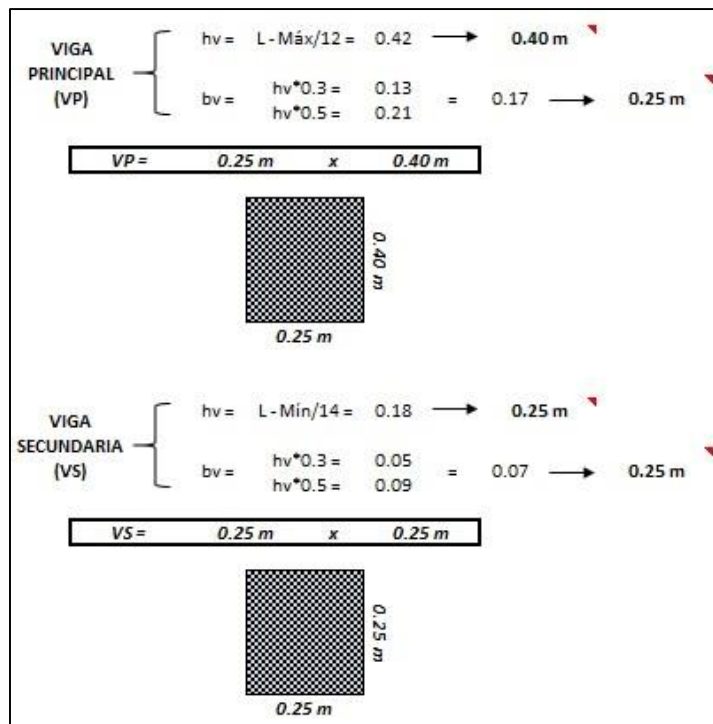 hv = L - Máx/12 = 0.42 0.40 m
VIGA
PRINCIPAL
(VP)
hv*0.3 = 0.13
bv = = 0.17 0.25 m
hv*0.5 = 0.21
VP = 0.25 m x 0.40 m
0.40 m
0.25 m
hv = L - Mín/14 = 0.18 0.25 m
VIGA
SECUNDARIA
(VS)
hv*0.3 = 0.05
bv = = 0.07 0.25 m
hv*0.5 = 0.09
VS = 0.25 m x 0.25 m
0.25 m
0.25 m